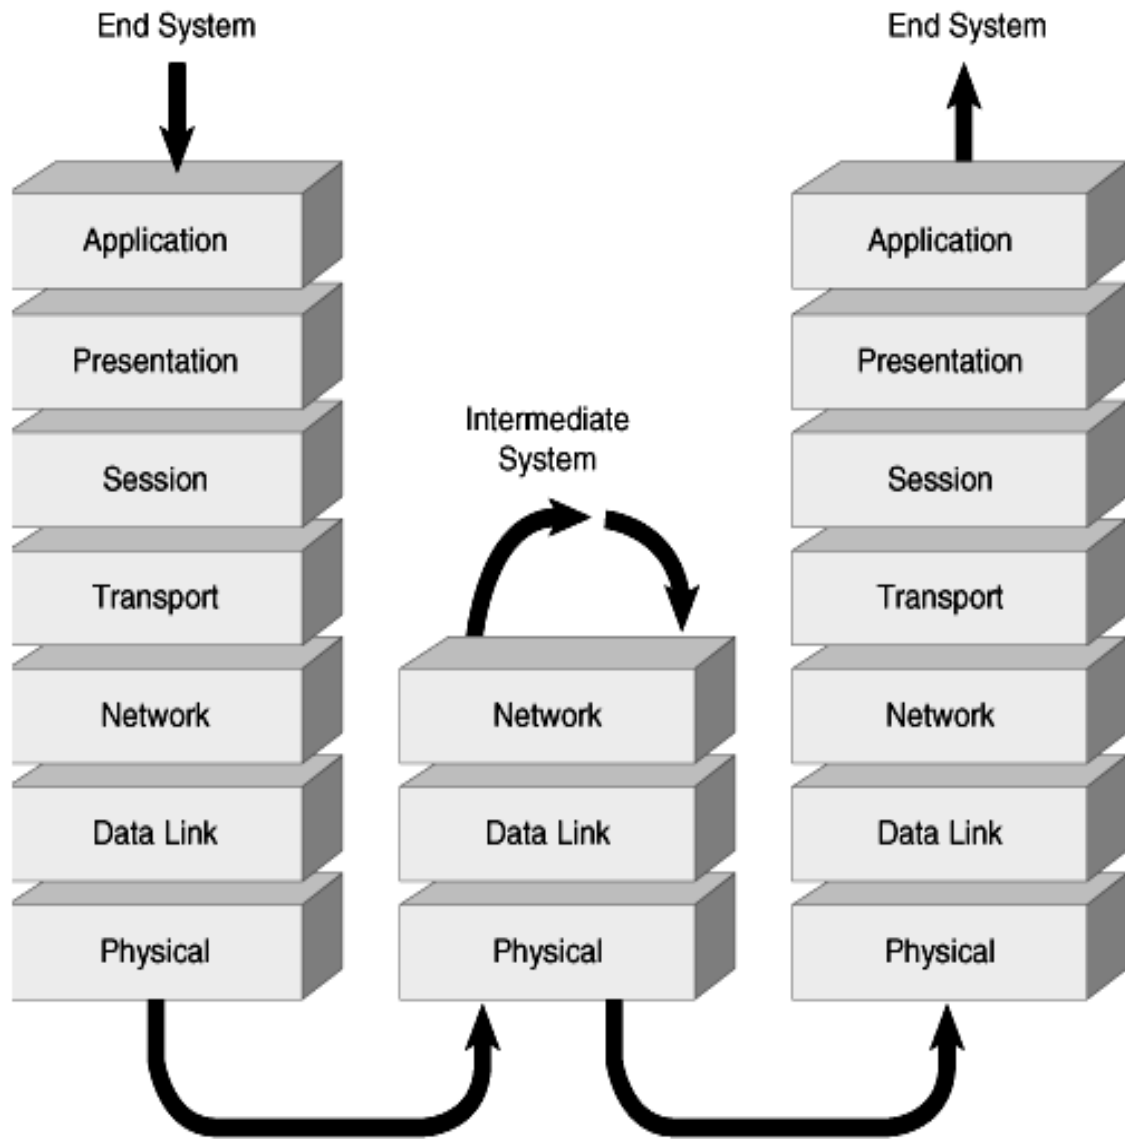 End System
End System
Application
Presentation
Session
Transport
Network
Data Link
Physical
Intermediate
System
Network
Data Link
Physical
Application
Presentation
Session
Transport
Network
Data Link
Physical